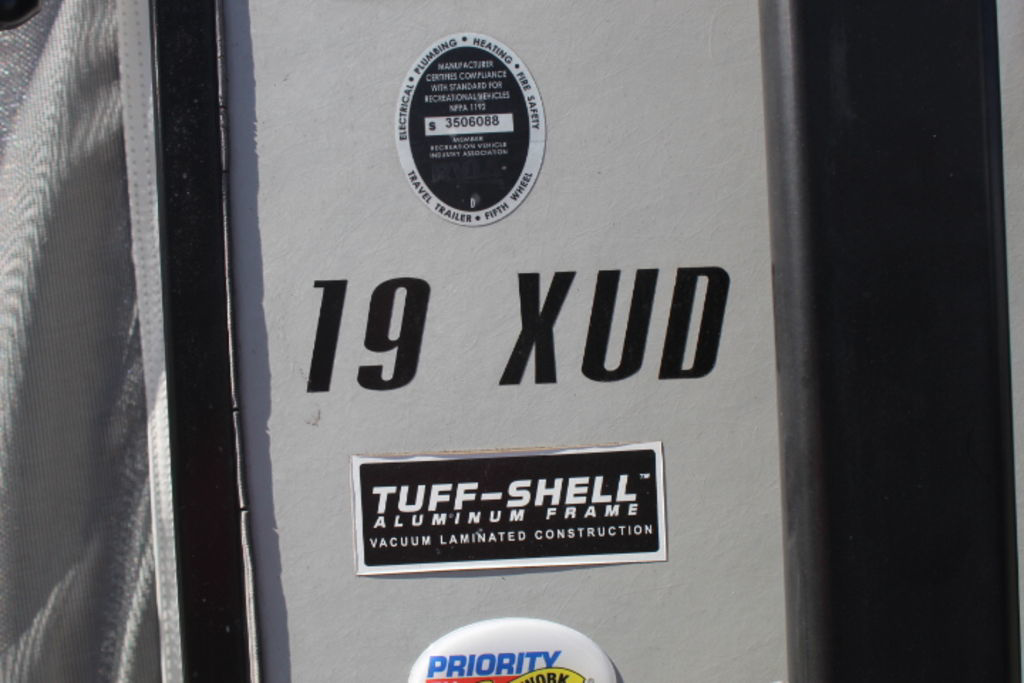 ELECTRICAL • PLUMBING • HEATING • FIRE SAFETY
MANUFACTURER
CERTIFIES COMPLIANCE
WITH STANDARD FOR
RECREATIONAL VEHICLES
NFPA 1192
S 3506088
MEMBER
RECREATION VEHICLE
INDUSTRY ASSOCIATION
D
TRAVEL TRAILER • FIFTH WHEEL
19 XUD
TUFF-SHELL™
ALUMINUM FRAME
VACUUM LAMINATED CONSTRUCTION
PRIORITY